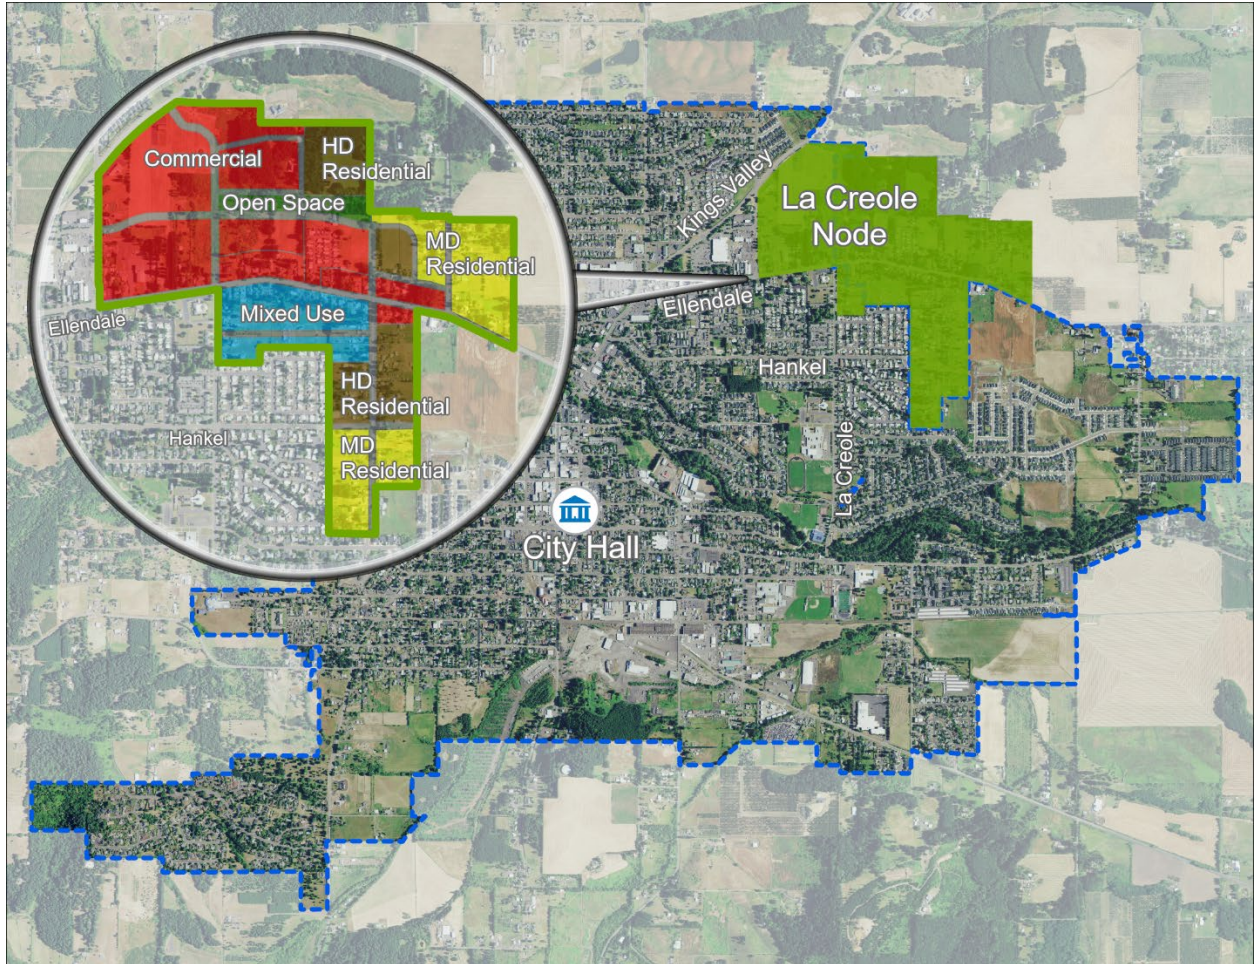 Commercial
HD
Residential
Open Space
MD
Residential
Mixed Use
Ellendale
HD
Residential
Hankel
MD
Residential
Kings Valley
La Creole
Node
Ellendale
Hankel
La Creole
City Hall